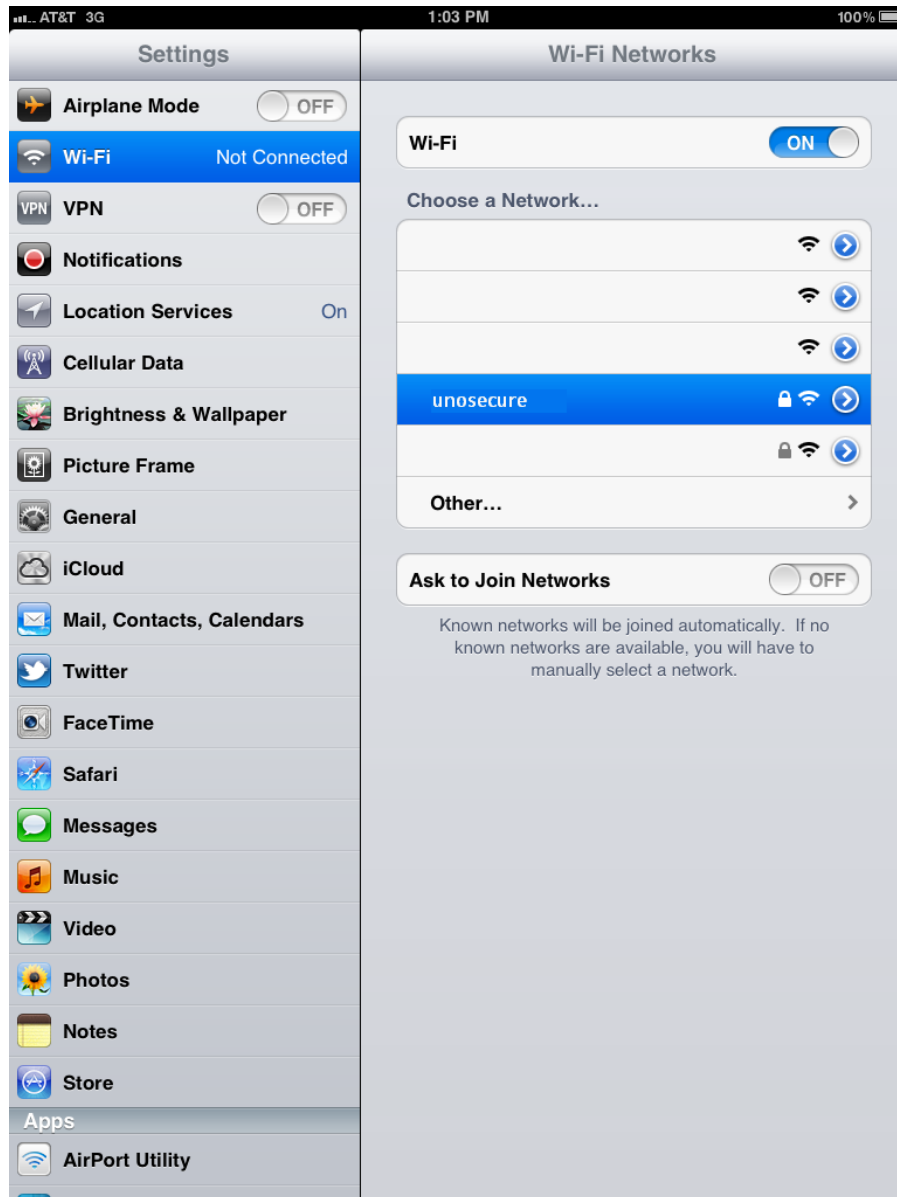 AT&T 3G 1:03 PM 100%
Settings
Airplane Mode OFF
Wi-Fi Not Connected
VPN VPN OFF
Notifications
Location Services On
Cellular Data
Brightness & Wallpaper
Picture Frame
General
iCloud
Mail, Contacts, Calendars
Twitter
FaceTime
Safari
Messages
Music
Video
Photos
Notes
Store
Apps
AirPort Utility
Wi-Fi Networks
Wi-Fi ON
Choose a Network...
unosecure
Other...
Ask to Join Networks OFF
Known networks will be joined automatically. If no
known networks are available, you will have to
manually select a network.